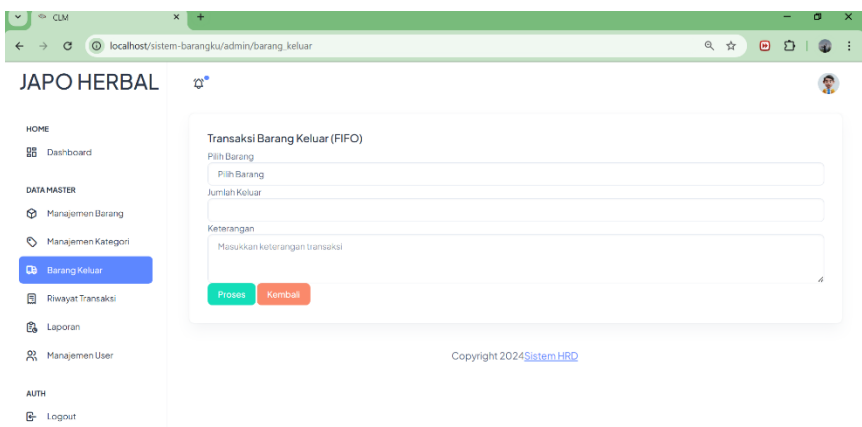 CLM
localhost/sistem-barangku/admin/barang_keluar
JAPO HERBAL
HOME
Dashboard
DATA MASTER
Manajemen Barang
Manajemen Kategori
Barang Keluar
Riwayat Transaksi
Laporan
Manajemen User
AUTH
Logout
Transaksi Barang Keluar (FIFO)
Pilih Barang
Pilih Barang
Jumlah Keluar
Keterangan
Masukkan keterangan transaksi
Proses Kembali
Copyright 2024Sistem HRD